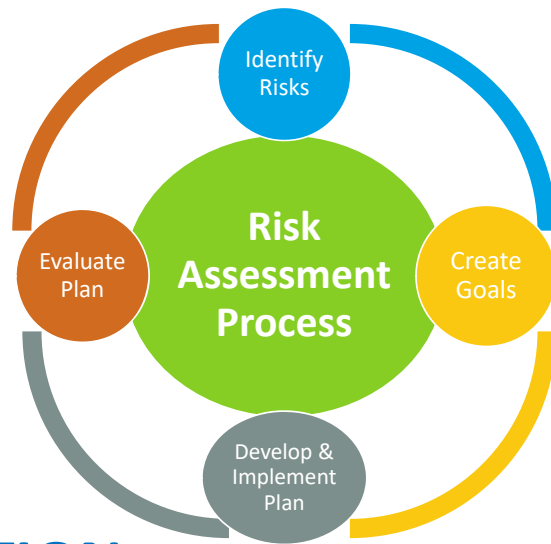 Identify
Risks
Risk
Assessment
Process
Evaluate
Plan
Create
Goals
Develop &
Implement
Plan